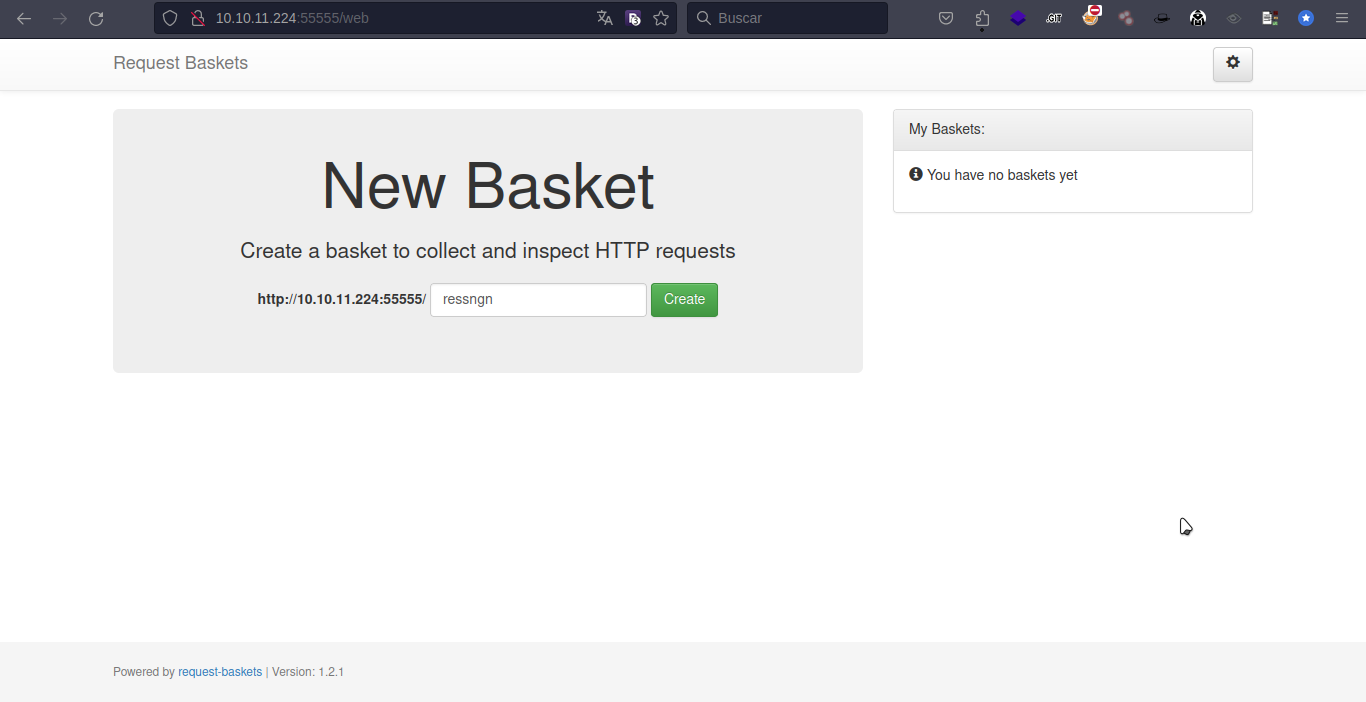 10.10.11.224:55555/web
Buscar
.GIT
Request Baskets
New Basket
Create a basket to collect and inspect HTTP requests
http://10.10.11.224:55555/ ressngn Create
My Baskets:
You have no baskets yet
Powered by request-baskets | Version: 1.2.1